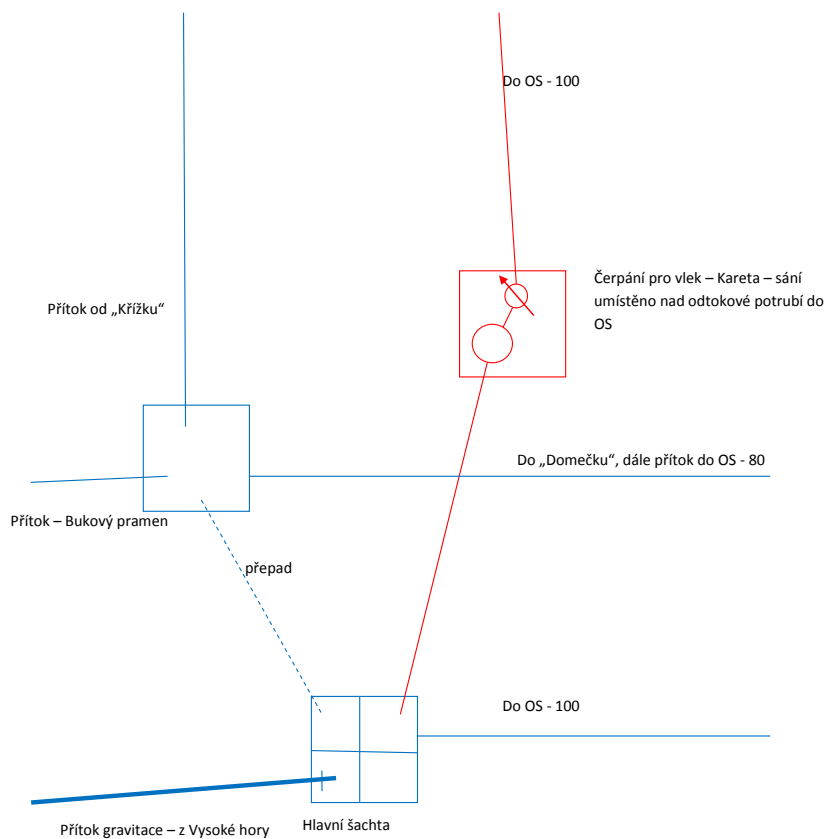 Do OS - 100
Čerpání pro vlek – Kareta – sání
umístěno nad odtokové potrubí do
OS
Přítok od „Křížku“
Do „Domečku“, dále přítok do OS - 80
Přítok – Bukový pramen
přepad
Do OS - 100
Přítok gravitace – z Vysoké hory
Hlavní šachta